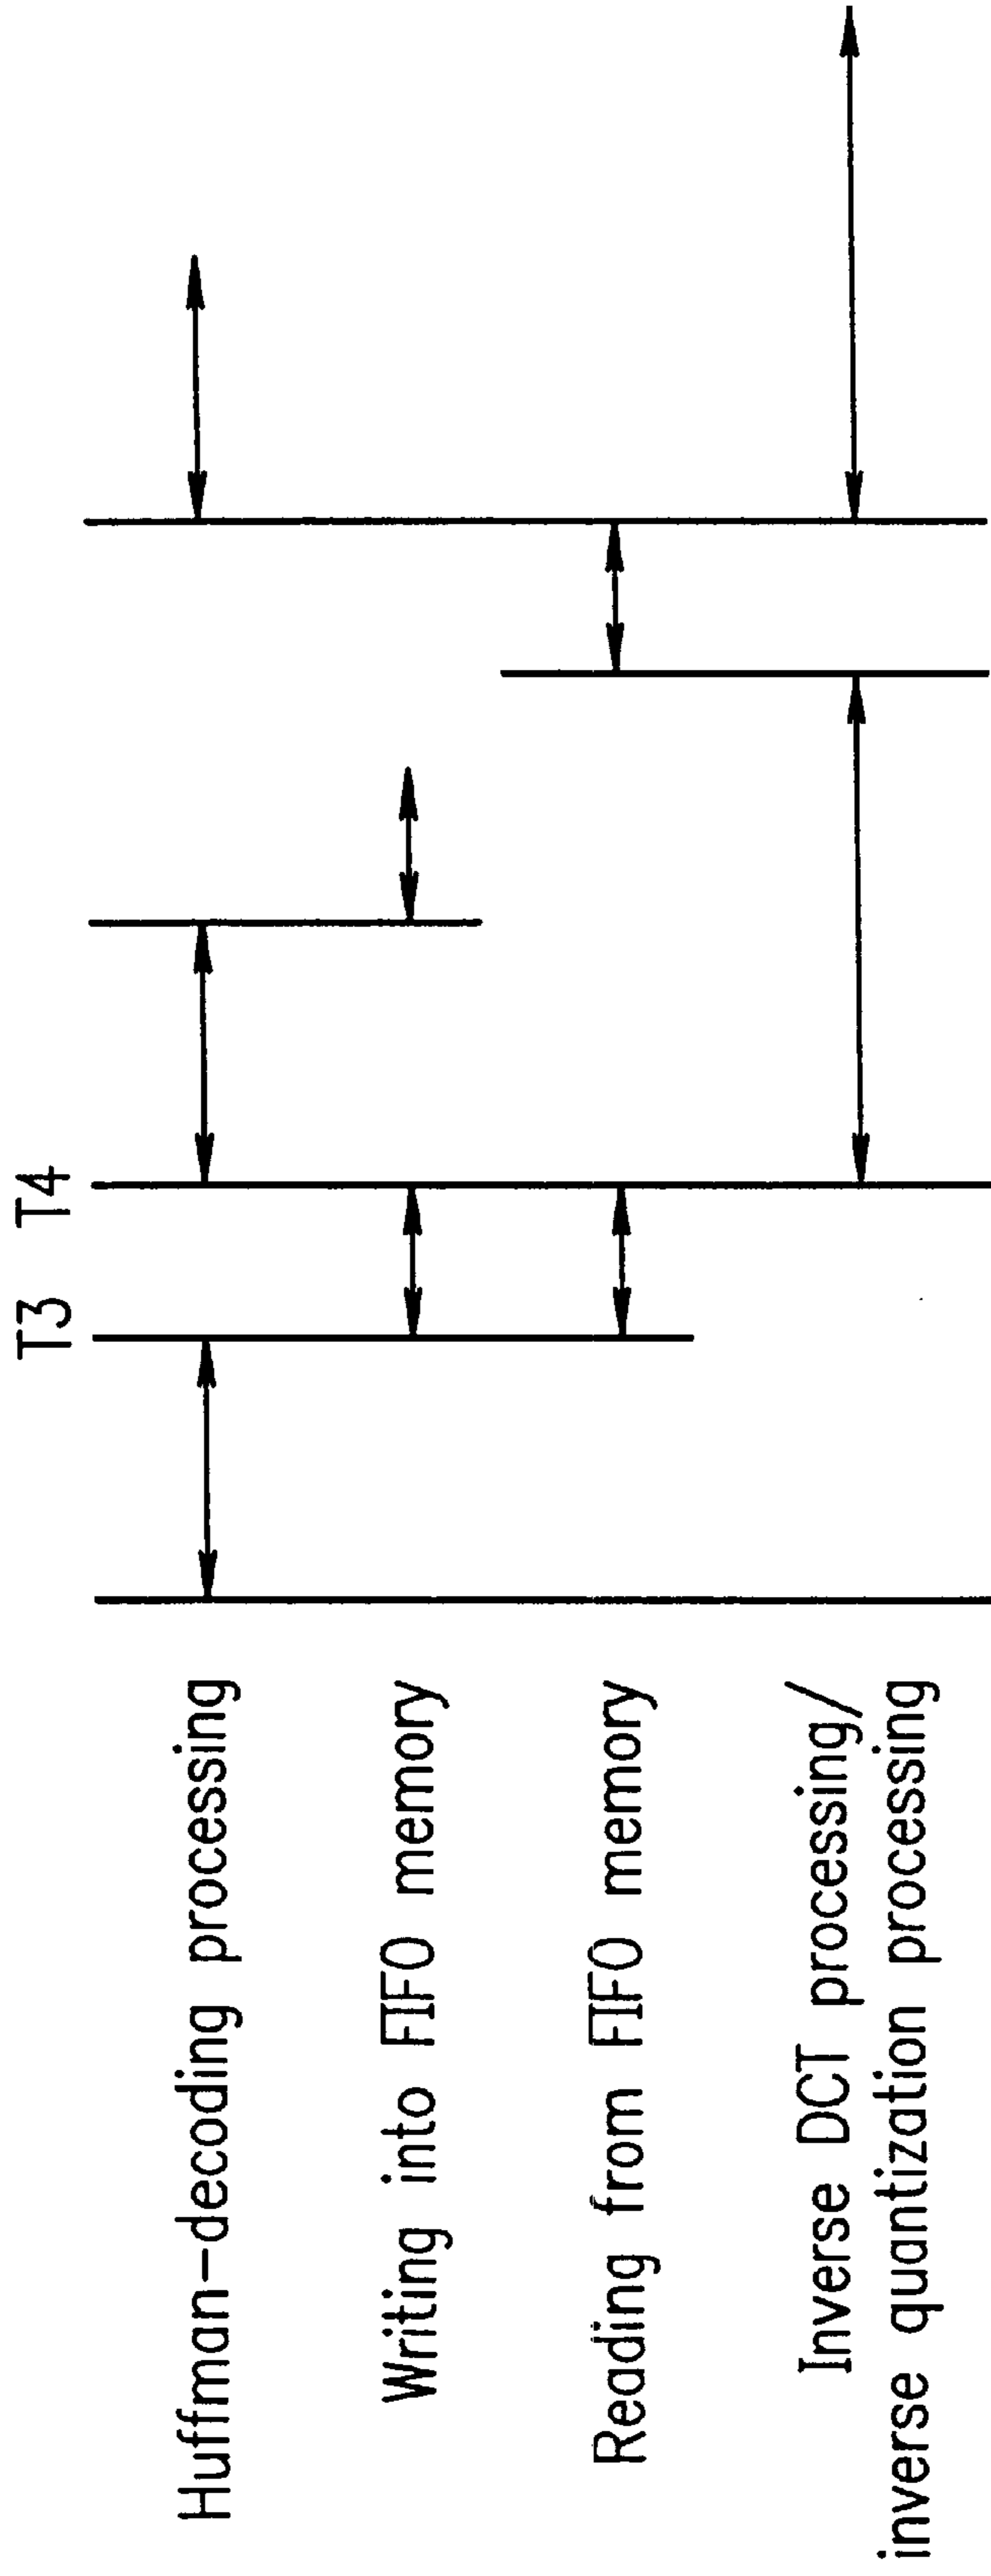 T3 T4
Huffman-decoding processing
Writing into FIFO memory
Reading from FIFO memory
Inverse DCT processing/
inverse quantization processing